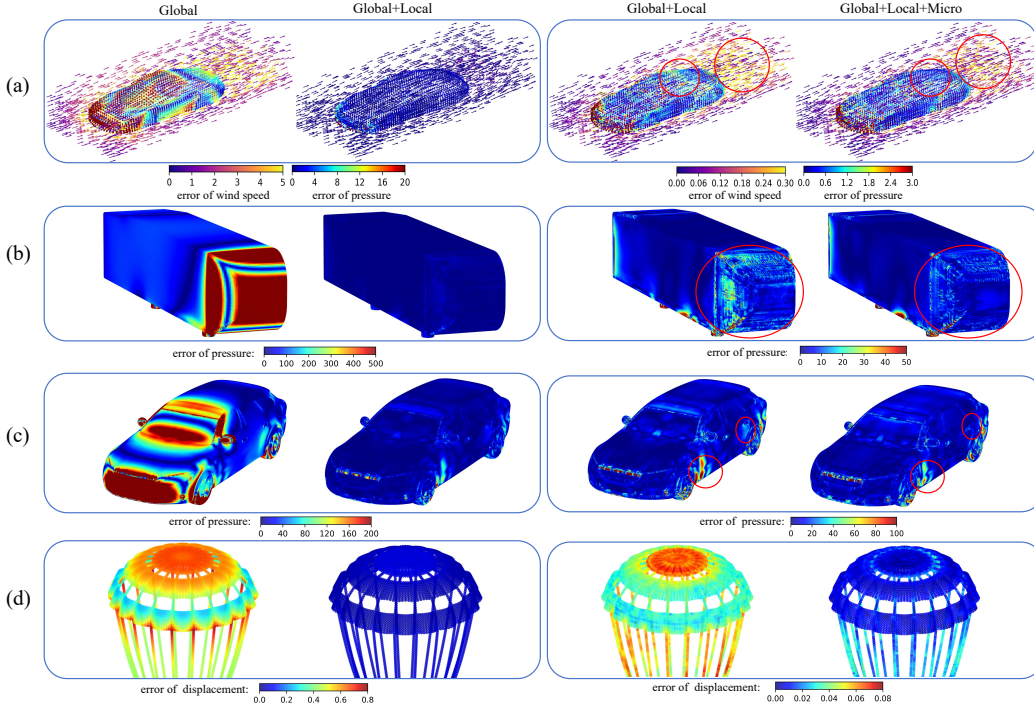 Global
Global+Local
Global+Local
Global+Local+Micro
(a)
0 1 2 3 4 5
0 4 8 12 16 20
0.00 0.06 0.12 0.18 0.24 0.30
0.0 0.6 1.2 1.8 2.4 3.0
error of wind speed
error of pressure
error of wind speed
error of pressure
(b)
error of pressure:
0 100 200 300 400 500
error of pressure:
0 10 20 30 40 50
(c)
error of pressure:
0 40 80 120 160 200
error of pressure:
0 20 40 60 80 100
(d)
error of displacement:
0.0 0.2 0.4 0.6 0.8
error of displacement:
0.00 0.02 0.04 0.06 0.08